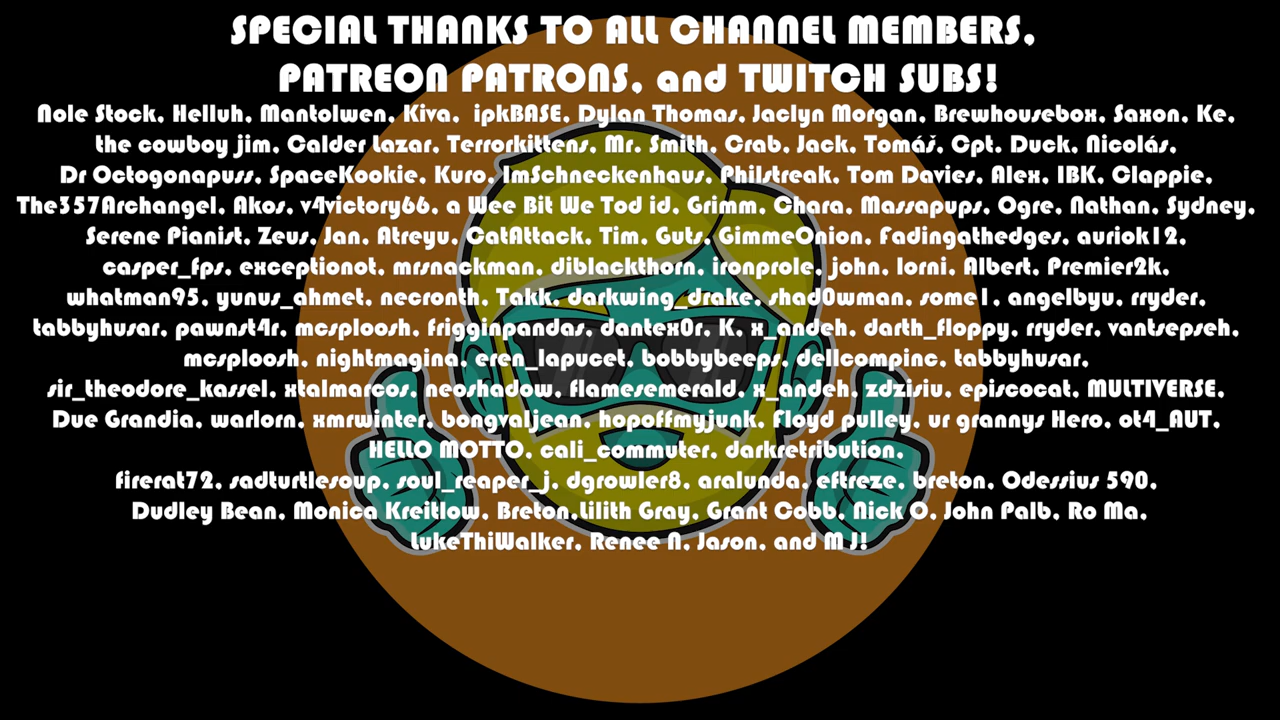 SPECIAL THANKS TO ALL CHANNEL MEMBERS,
PATREON PATRONS, and TWITCH SUBS!
Nole Stock, Helluh, Mantolwen, Kiva, ipkBASE, Dylan Thomas, Jaclyn Morgan, Brewhousebox, Saxon, Ke,
the cowboy jim, Calder Lazar, Terrorkittens, Mr. Smith, Crab, Jack, Tomáš, Cpt. Duck, Nicolás,
Dr Octogonapuss, SpaceKookie, Kuro, ImSchneckenhaus, Philstreak, Tom Davies, Alex, IBK, Clappie,
The357Archangel, Akos, v4victory66, a Wee Bit We Tod id, Grimm, Chara, Massapups, Ogre, Nathan, Sydney,
Serene Pianist, Zeus, Jan, Atreyu, CatAttack, Tim, Guts, GimmeOnion, Fadingathedges, auriok12,
casper_fps, exceptionot, mrsnackman, diblackthorn, ironprole, john, lorni, Albert, Premier2k,
whatman95, yunus_ahmet, necronth, Takk, darkwing_drake, shad0wman, some1, angelbyu, rryder,
tabbyhusar, pawnst4r, mcsploosh, frigginpandas, dantex0r, K, x_andeh, darth_floppy, rryder, vantsepseh,
mcsploosh, nightmagina, eren_lapucet, bobbybeeps, dellcompinc, tabbyhusar,
sir_theodore_kassel, xtalmarcos, neoshadow, flamesemerald, x_andeh, zdzisiu, episcocat, MULTIVERSE,
Due Grandia, warlorn, xmrwinter, bongvaljean, hopoffmyjunk, Floyd pulley, ur grannys Hero, ot4_AUT,
HELLO MOTTO, cali_commuter, darkretribution,
firerat72, sadturtlesoup, soul_reaper_j, dgrowler8, aralunda, eftreze, breton, Odessius 590,
Dudley Bean, Monica Kreitlow, Breton,Lilith Gray, Grant Cobb, Nick O, John Palb, Ro Ma,
LukeThiWalker, Renee N, Jason, and M J!